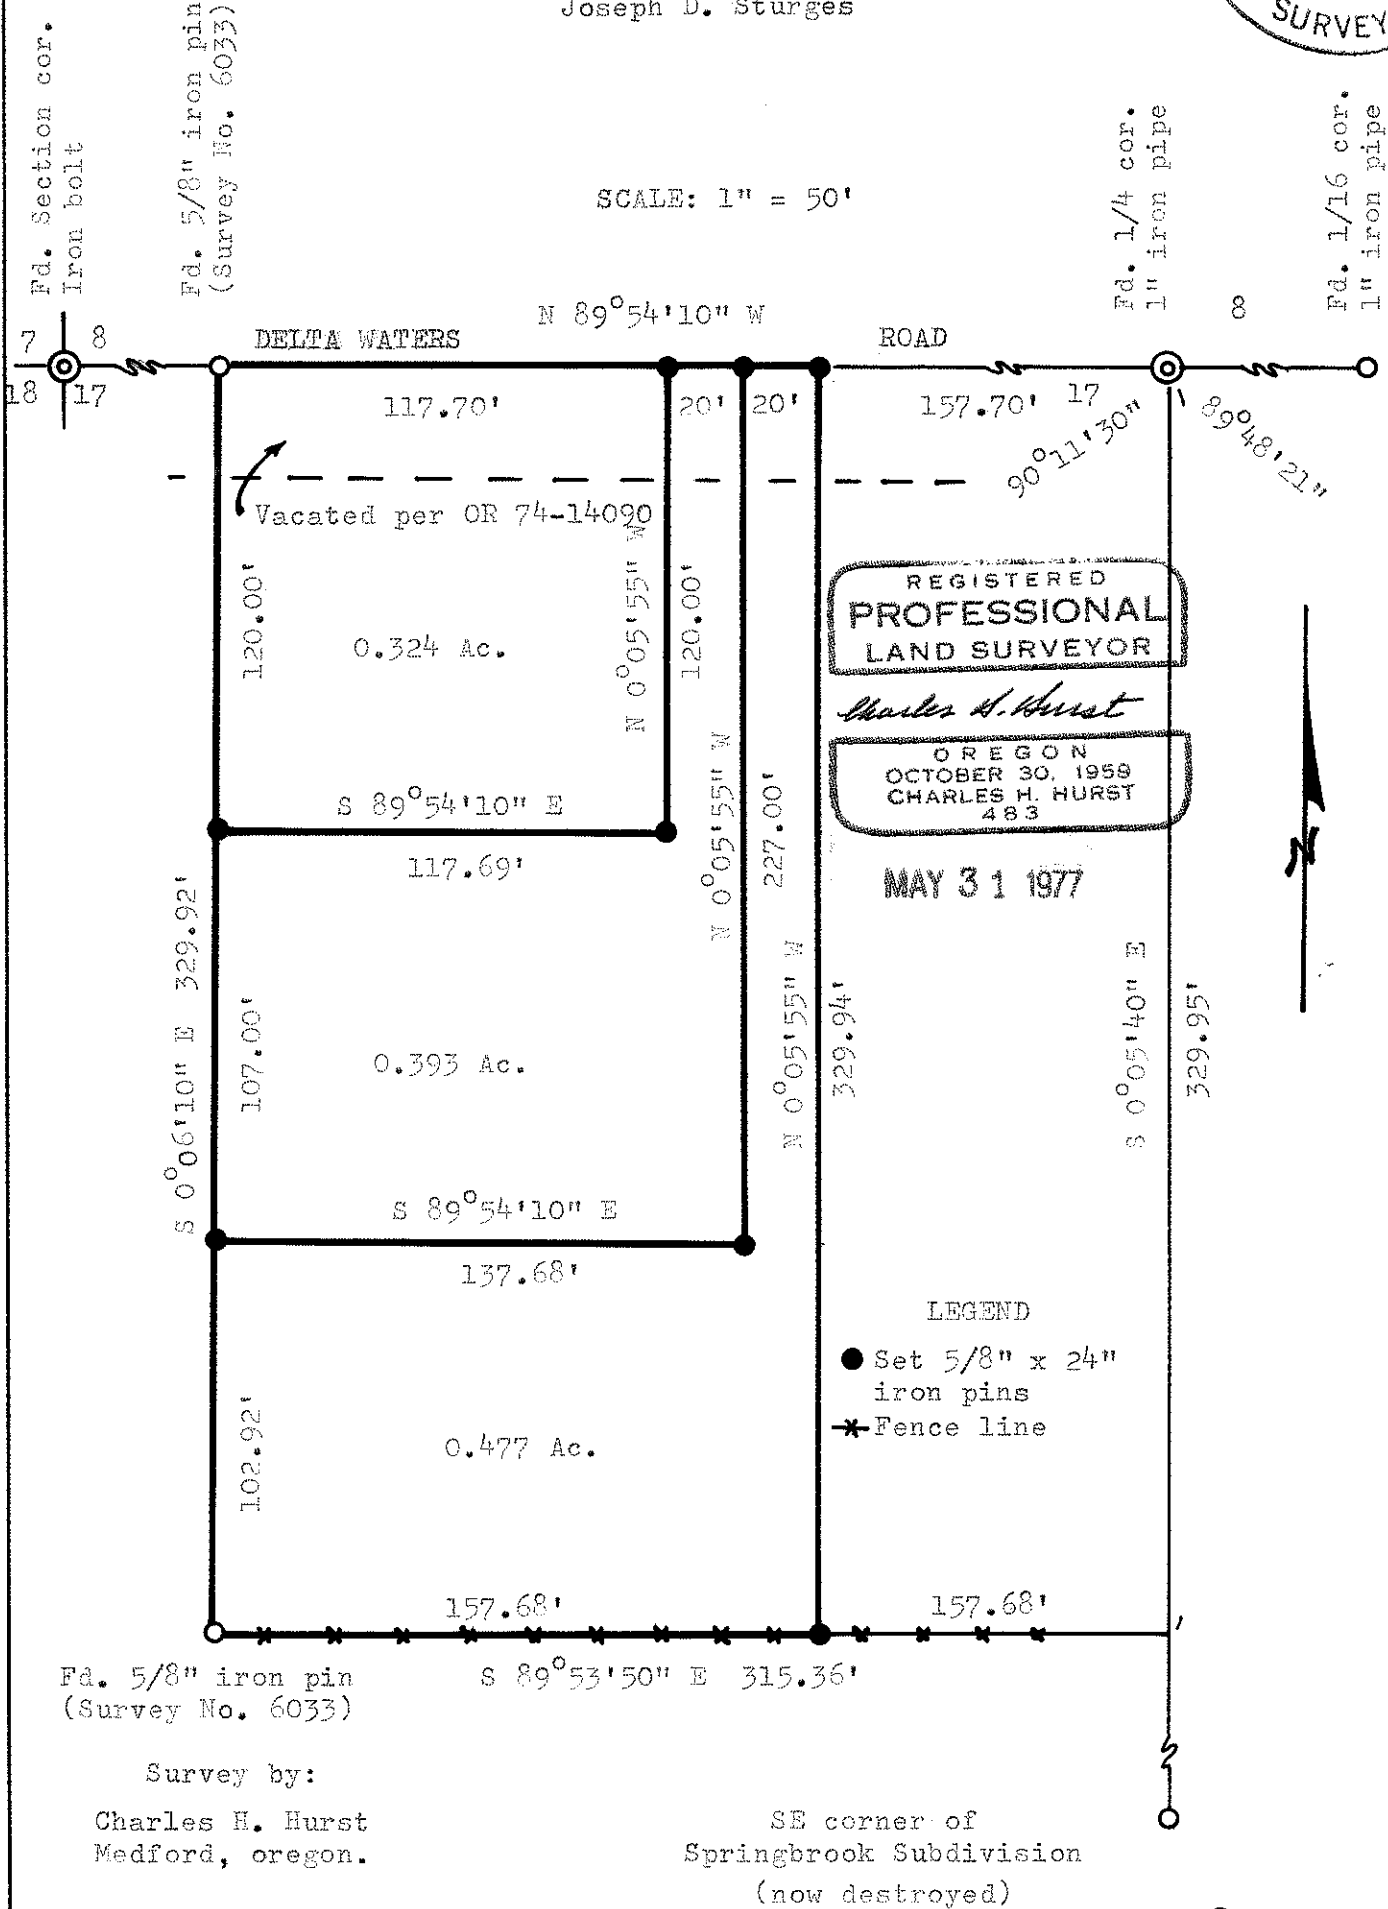 Joseph D. Sturges
SURVEY
Fd. Section cor.
Iron bolt
Fd. 5/8" iron pin
(Survey No. 6033)
SCALE: 1" = 50'
Fd. 1/4 cor.
1" iron pipe
Fd. 1/16 cor.
1" iron pipe
N 89°54'10" W
7 8
18 17
DELTA WATERS ROAD
8
17
117.70' 20' 20' 157.70'
90°11'30"
89°48'21"
Vacated per OR 74-14090
120.00'
0.324 Ac.
N 0°05'55" W
120.00'
REGISTERED
PROFESSIONAL
LAND SURVEYOR
Charles H. Hurst
OREGON
OCTOBER 30, 1959
CHARLES H. HURST
483
MAY 31 1977
N
S 89°54'10" E
117.69'
N 0°05'55" W
227.00'
S 0°06'10" E 329.92'
107.00'
0.393 Ac.
N 0°05'55" W
329.94'
S 0°05'40" E
329.95'
S 89°54'10" E
137.68'
LEGEND
Set 5/8" x 24"
iron pins
Fence line
102.92'
0.477 Ac.
157.68' 157.68'
S 89°53'50" E 315.36'
Fd. 5/8" iron pin
(Survey No. 6033)
Survey by:
Charles H. Hurst
Medford, oregon.
SE corner of
Springbrook Subdivision
(now destroyed)